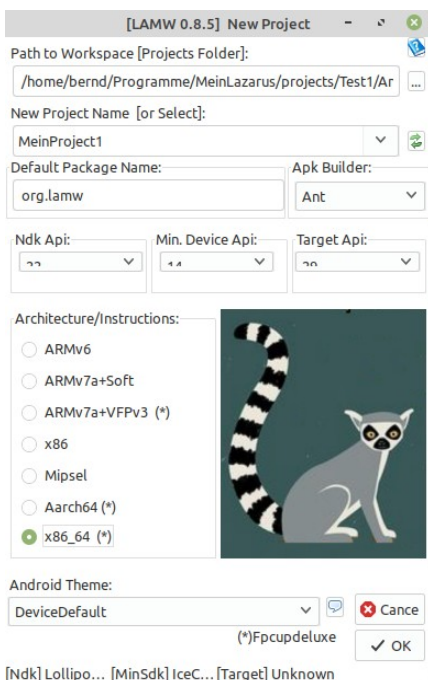 [LAMW 0.8.5] New Project
Path to Workspace [Projects Folder]:
/home/bernd/Programme/MeinLazarus/projects/Test1/Ar
...
New Project Name [or Select]:
MeinProject1
Default Package Name: Apk Builder:
org.lamw Ant
Ndk Api: Min. Device Api: Target Api:
14
Architecture/Instructions:
ARMv6
ARMv7a+Soft
ARMv7a+VFPv3 (*)
x86
Mipsel
Aarch64 (*)
x86_64 (*)
Android Theme:
DeviceDefault Cance
(*)Fpcupdeluxe OK
[Ndk] Lollipo... [MinSdk] IceC... [Target] Unknown